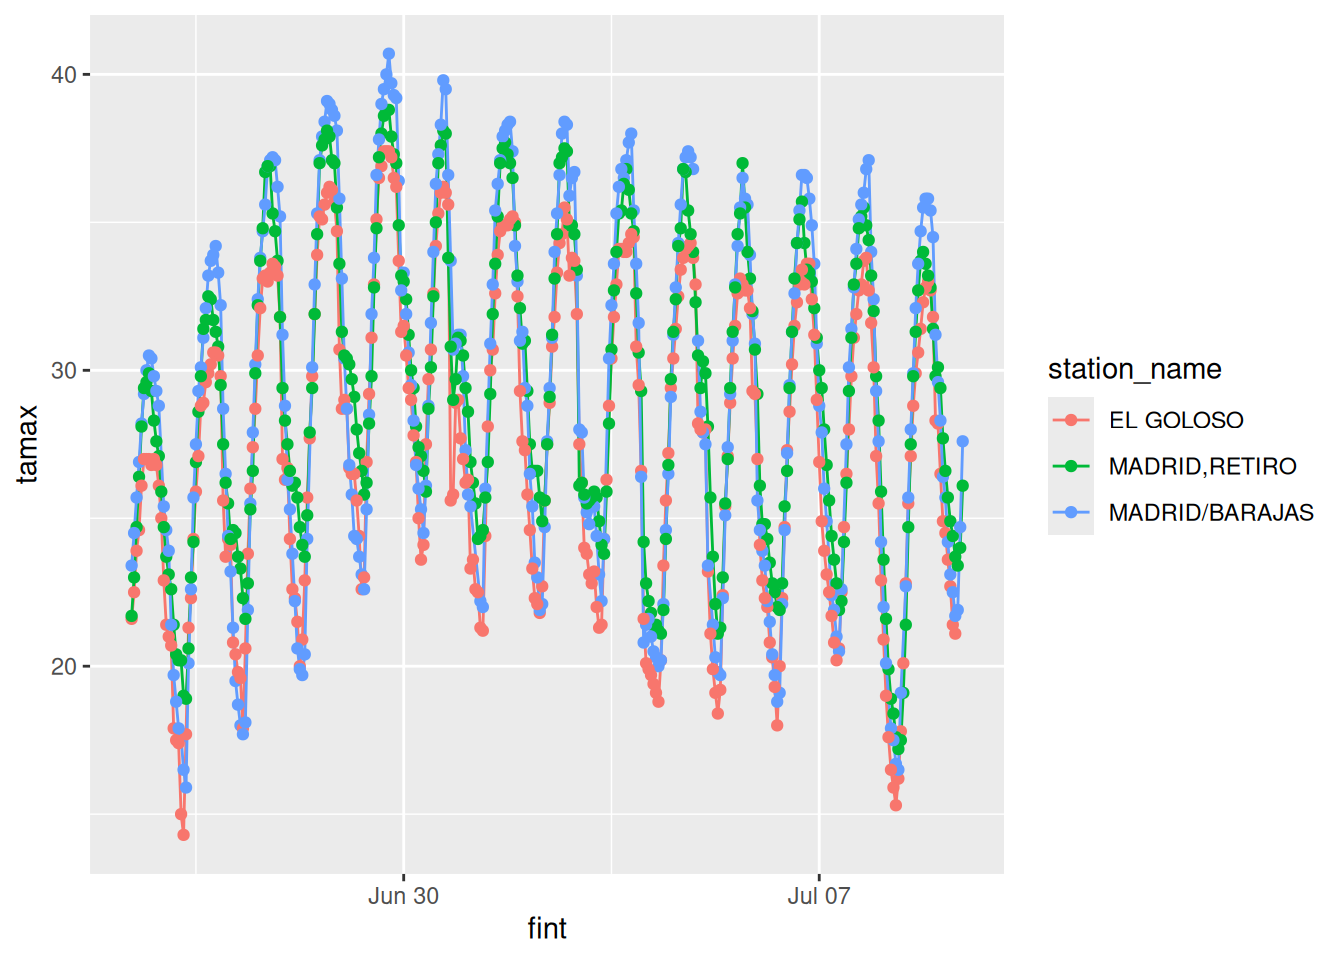 40
30
20
tamax
Jun 30
Jul 07
fint
station_name
EL GOLOSO
MADRID,RETIRO
MADRID/BARAJAS